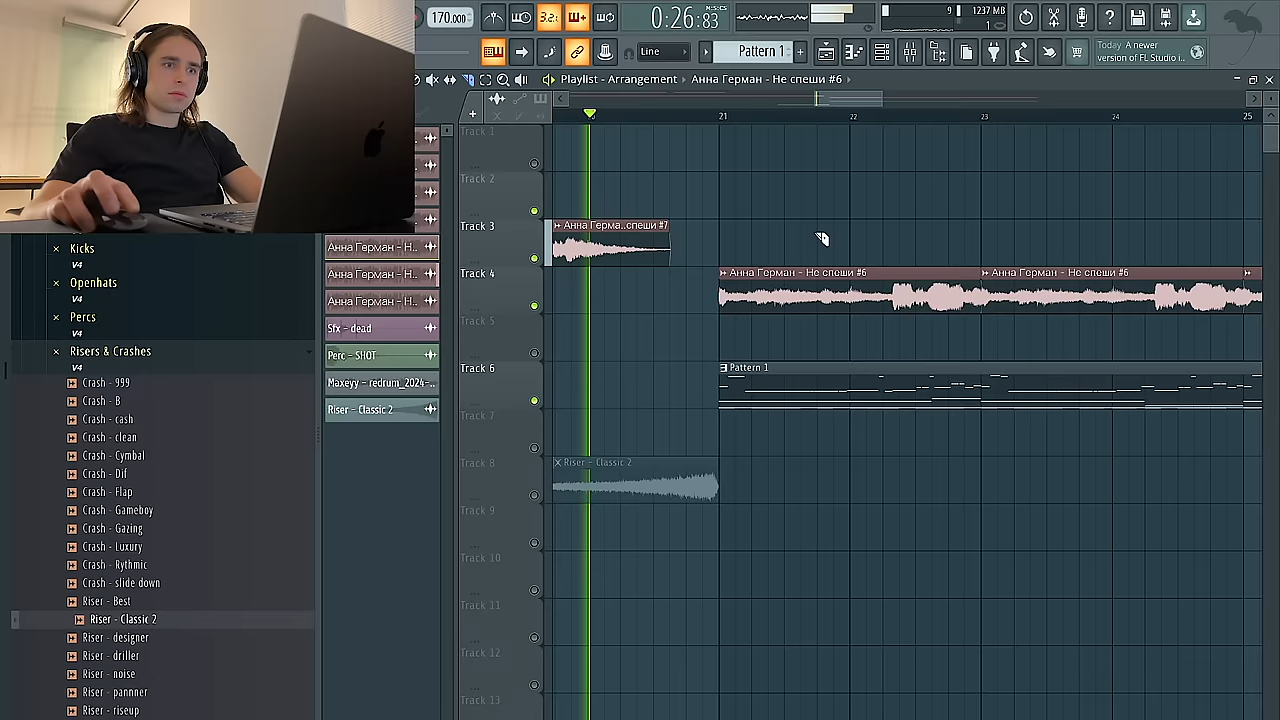 170.000
3.2:
0:26:83
M:S:CS
9
1237 MB
1
Line
Pattern 1
+
Today A newer
version of FL Studio i..
Playlist - Arrangement ▸ Анна Герман - Не спеши #6 ▸
21
22
23
24
25
Track 1
Track 2
Track 3
Анна Герма..спеши #7
Track 4
Анна Герман - Не спеши #6
Анна Герман - Не спеши #6
Track 5
Track 6
Pattern 1
Track 7
Track 8
Riser - Classic 2
Track 9
Track 10
Track 11
Track 12
Track 13
Анна Герман - Н..
Анна Герман - Н..
Анна Герман - Н..
Sfx - dead
Perc - SHOT
Maxeyy - redrum_2024-..
Riser - Classic 2
Kicks
V4
Openhats
V4
Percs
V4
Risers & Crashes
V4
Crash - 999
Crash - B
Crash - cash
Crash - clean
Crash - Cymbal
Crash - Dif
Crash - Flap
Crash - Gameboy
Crash - Gazing
Crash - Luxury
Crash - Rythmic
Crash - slide down
Riser - Best
Riser - Classic 2
Riser - designer
Riser - driller
Riser - noise
Riser - pannner
Riser - riseup